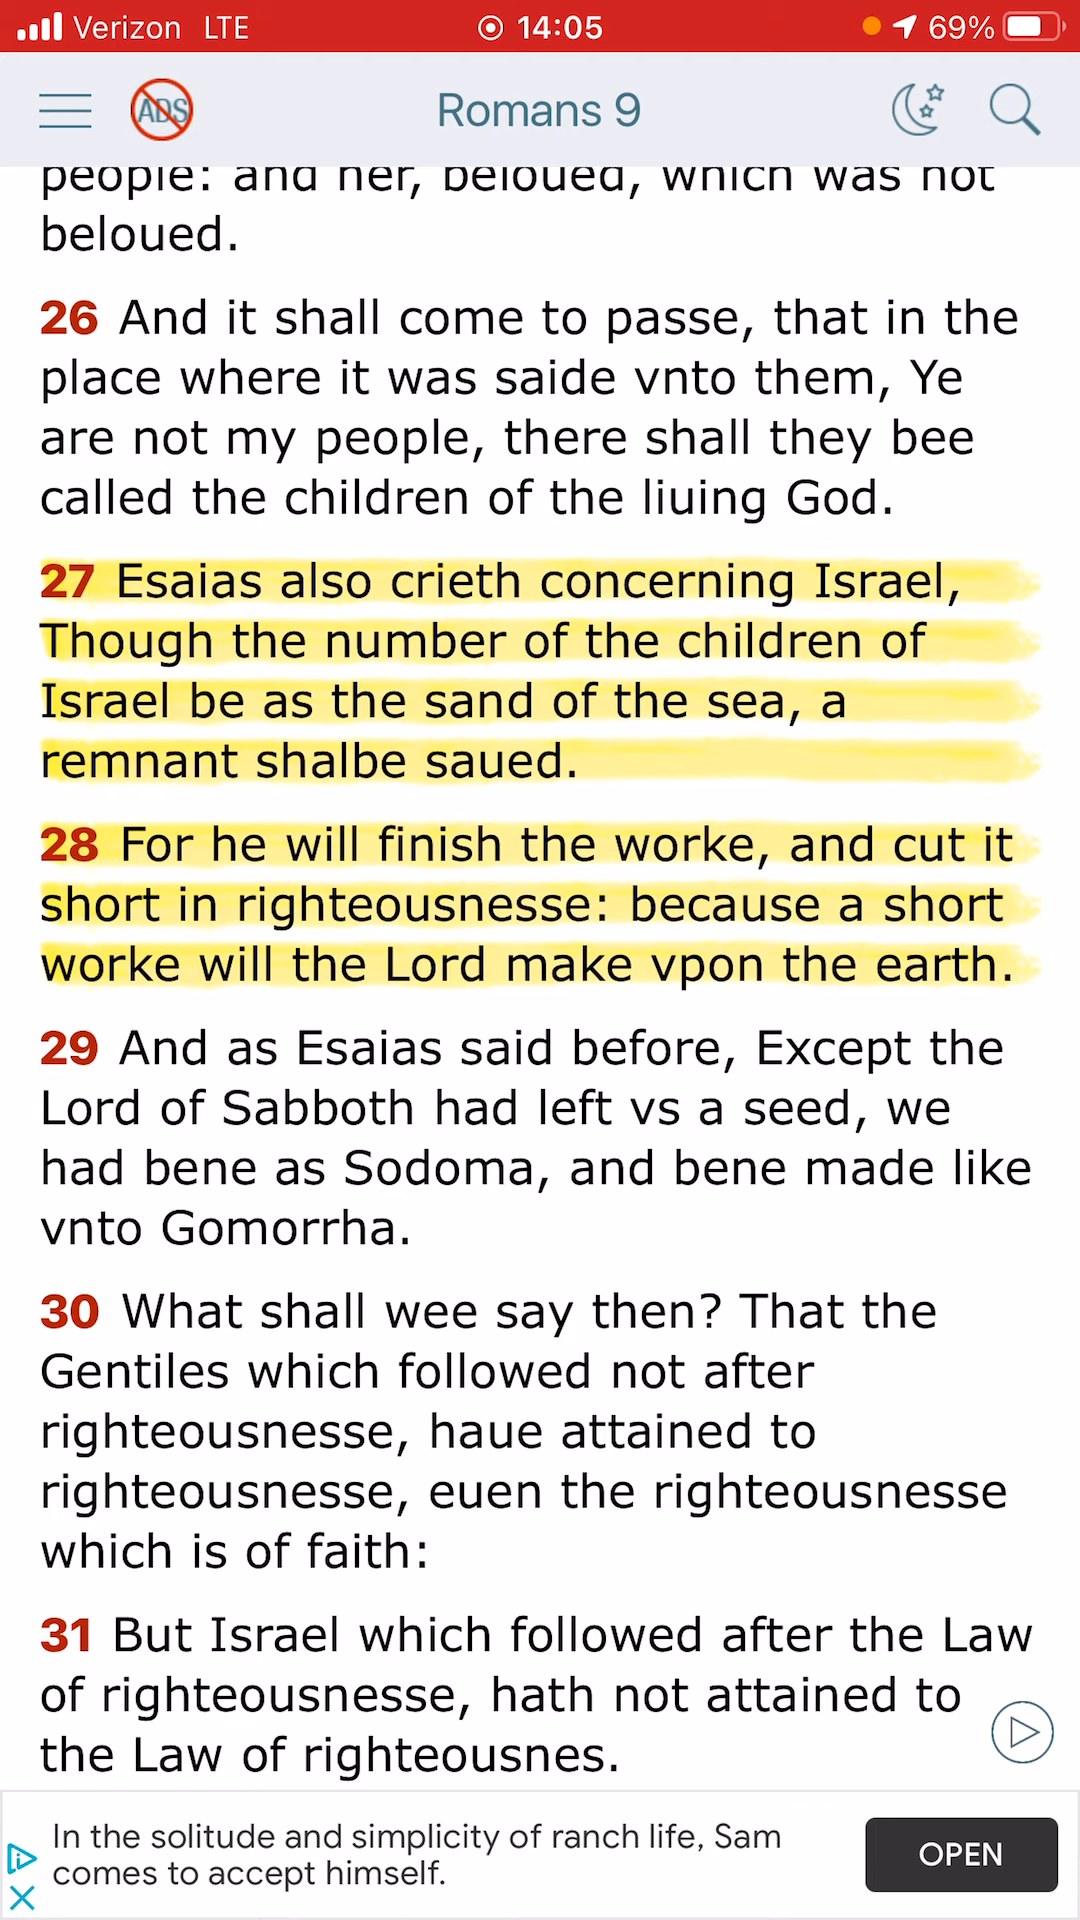 Verizon LTE 14:05 69%
ADS Romans 9
people: and her, beloued, which was not
beloued.
26 And it shall come to passe, that in the
place where it was saide vnto them, Ye
are not my people, there shall they bee
called the children of the liuing God.
27 Esaias also crieth concerning Israel,
Though the number of the children of
Israel be as the sand of the sea, a
remnant shalbe saued.
28 For he will finish the worke, and cut it
short in righteousnesse: because a short
worke will the Lord make vpon the earth.
29 And as Esaias said before, Except the
Lord of Sabboth had left vs a seed, we
had bene as Sodoma, and bene made like
vnto Gomorrha.
30 What shall wee say then? That the
Gentiles which followed not after
righteousnesse, haue attained to
righteousnesse, euen the righteousnesse
which is of faith:
31 But Israel which followed after the Law
of righteousnesse, hath not attained to
the Law of righteousnes.
In the solitude and simplicity of ranch life, Sam
comes to accept himself.
OPEN